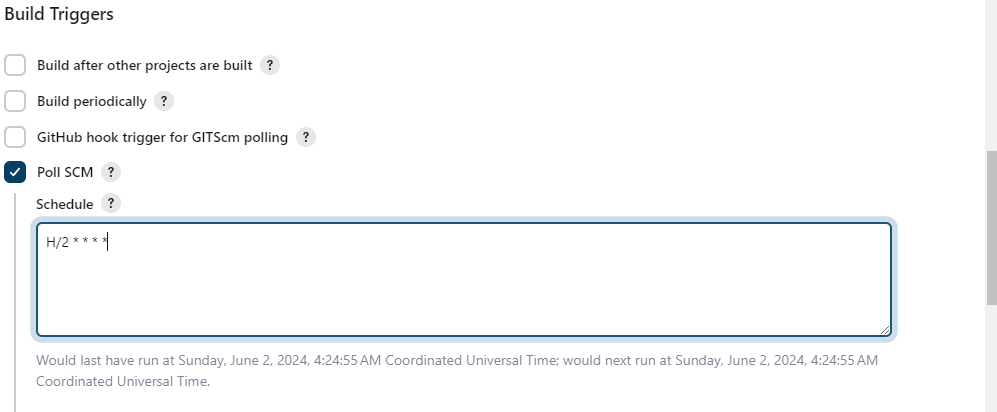 Build Triggers
Build after other projects are built ?
Build periodically ?
GitHub hook trigger for GITScm polling ?
Poll SCM ?
Schedule ?
H/2 * * * *
Would last have run at Sunday, June 2, 2024, 4:24:55 AM Coordinated Universal Time; would next run at Sunday, June 2, 2024, 4:24:55 AM
Coordinated Universal Time.